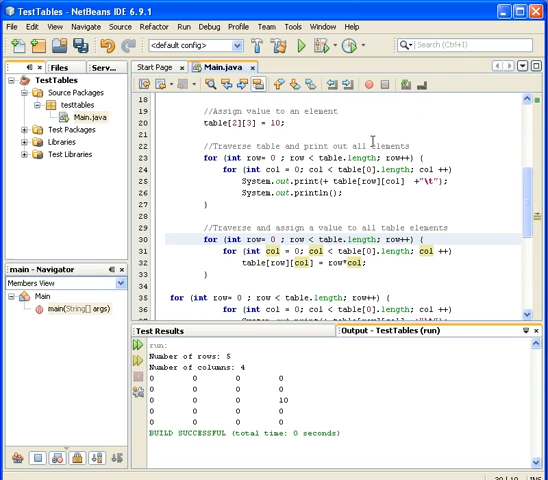 TestTables - NetBeans IDE 6.9.1
File Edit View Navigate Source Refactor Run Debug Profile Team Tools Window Help
<default config>
Search (Ctrl+I)
Files Serv...
Start Page Main.java
TestTables
Source Packages
testtables
Main.java
Test Packages
Libraries
Test Libraries
18
19 //Assign value to an element
20 table[2][3] = 10;
21
22 //Traverse table and print out all elements
23 for (int row= 0 ; row < table.length; row++) {
24 for (int col = 0; col < table[0].length; col ++)
25 System.out.print(+ table[row][col] +"\t");
26 System.out.println();
27 }
28
29 //Traverse and assign a value to all table elements
30 for (int row= 0 ; row < table.length; row++) {
31 for (int col = 0; col < table[0].length; col ++)
32 table[row][col] = row*col;
33 }
34
35 for (int row= 0 ; row < table.length; row++) {
36 for (int col = 0; col < table[0].length; col ++)
main - Navigator
Members View
Main
main(String[] args)
Test Results
Output - TestTables (run)
run:
Number of rows: 5
Number of columns: 4
0 0 0 0
0 0 0 0
0 0 0 10
0 0 0 0
0 0 0 0
BUILD SUCCESSFUL (total time: 0 seconds)
INS